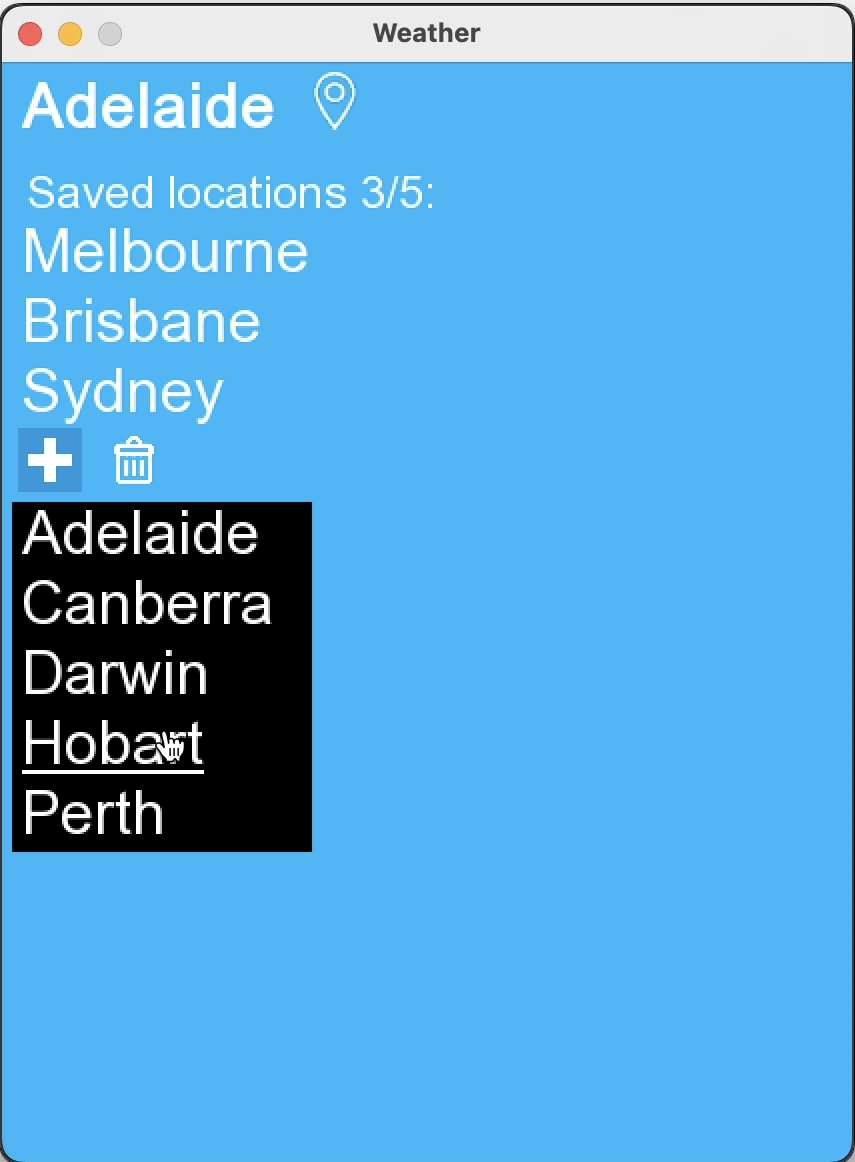 Weather
Adelaide
Saved locations 3/5:
Melbourne
Brisbane
Sydney
Adelaide
Canberra
Darwin
Hobart
Perth